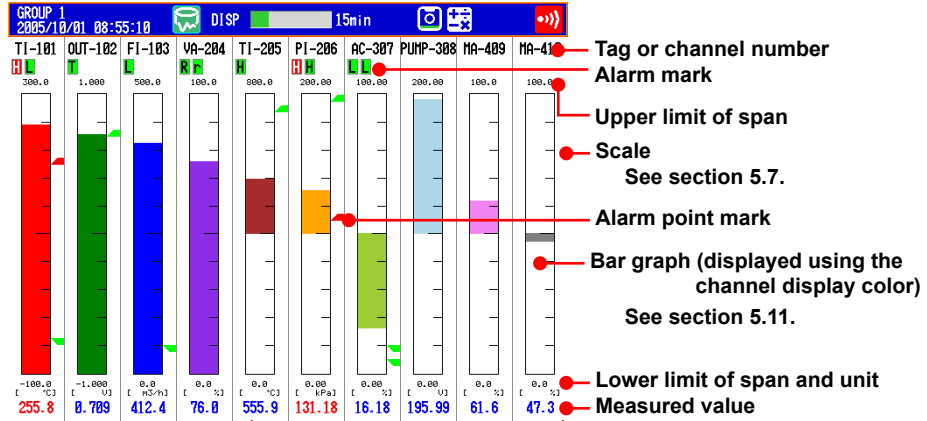 GROUP 1
2005/10/01 08:55:10
DISP
15min
TI-101 OUT-102 FI-103 VA-204 TI-205 PI-206 AC-307 PUMP-308 MA-409 MA-41
H L T L R r H H H L L
300.0 1.000 500.0 100.0 800.0 200.00 100.00 200.00 100.0 100.0
-100.0 -1.000 0.0 0.0 0.0 0.00 0.00 0.00 0.0 0.0
[ °C] [ V] [ m3/h] [ %] [ °C] [ kPa] [ %] [ V] [ %] [ %]
255.8 0.709 412.4 76.0 555.9 131.18 16.18 195.99 61.6 47.3
Tag or channel number
Alarm mark
Upper limit of span
Scale
See section 5.7.
Alarm point mark
Bar graph (displayed using the
channel display color)
See section 5.11.
Lower limit of span and unit
Measured value